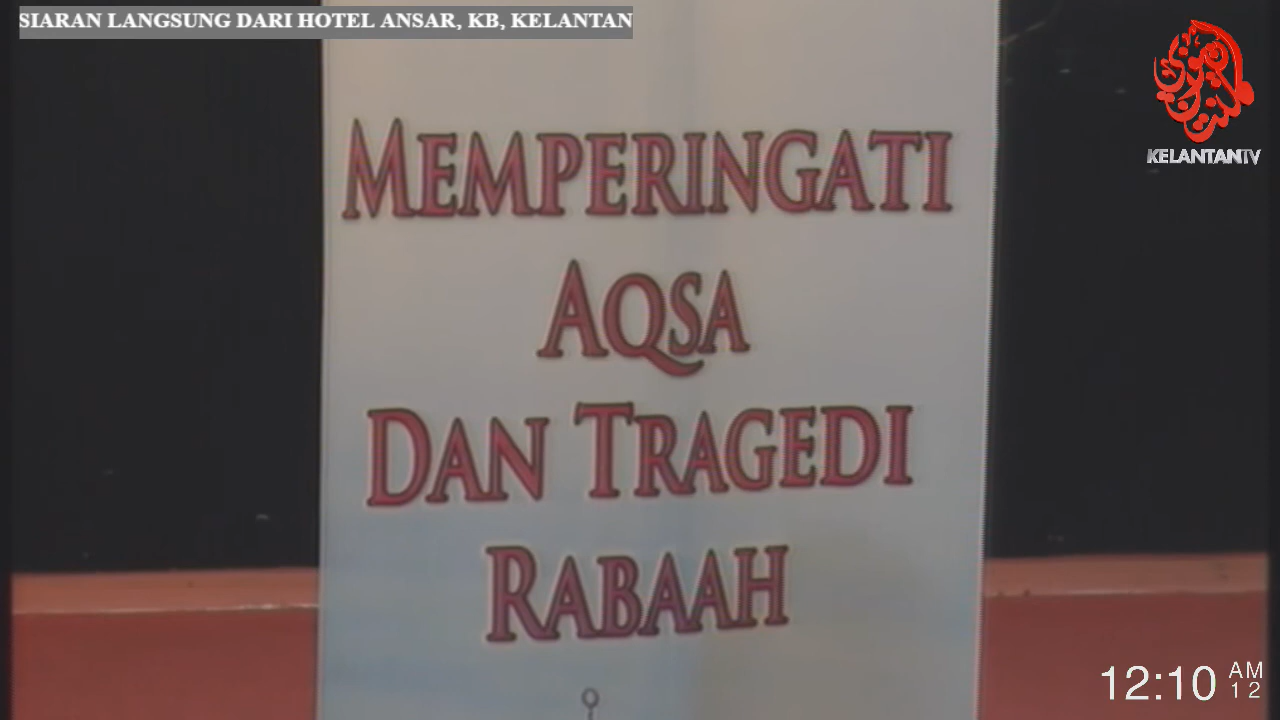 SIARAN LANGSUNG DARI HOTEL ANSAR, KB, KELANTAN
KELANTANTV
MEMPERINGATI
AQSA
DAN TRAGEDI
RABAAH
12:10 AM
12